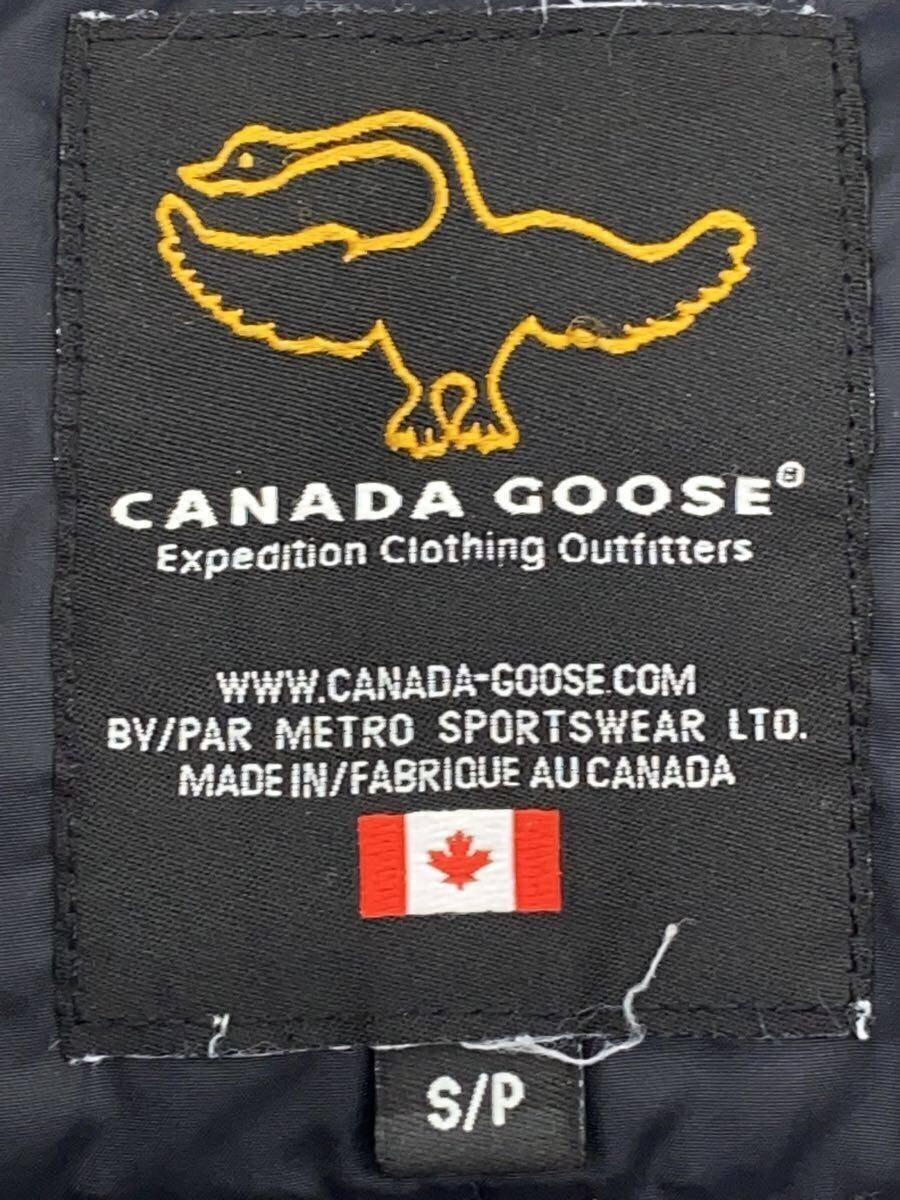 CANADA GOOSE®
Expedition Clothing Outfitters
WWW.CANADA-GOOSE.COM
BY/PAR METRO SPORTSWEAR LTD.
MADE IN/FABRIQUE AU CANADA
S/P